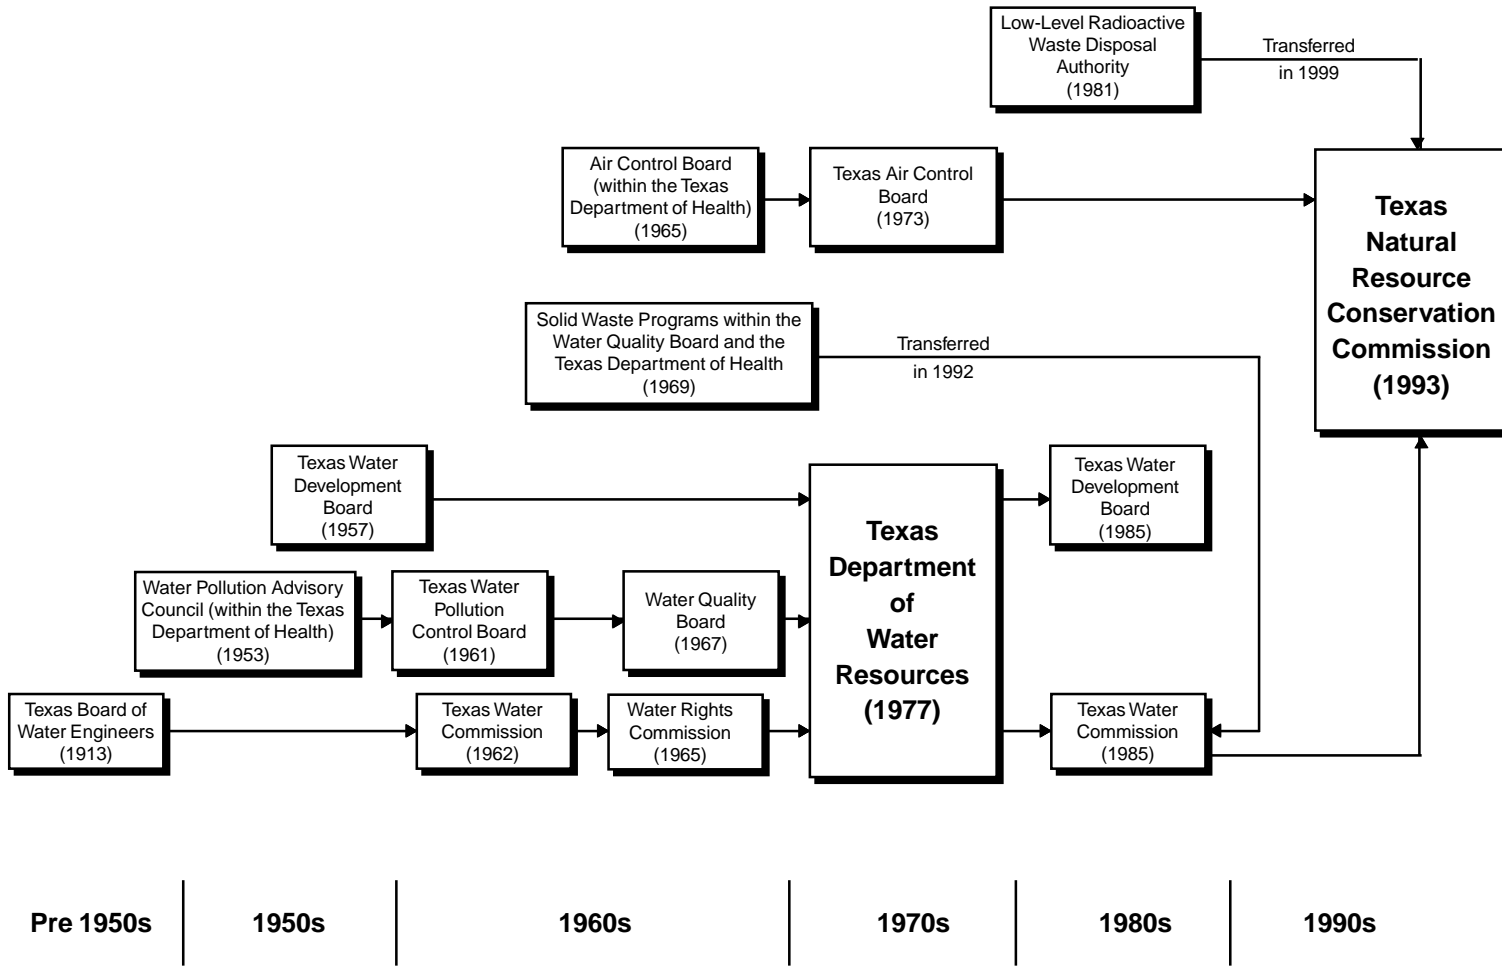 Low-Level Radioactive
Waste Disposal
Authority
(1981)
Transferred
in 1999
Air Control Board
(within the Texas
Department of Health)
(1965)
Texas Air Control
Board
(1973)
Texas
Natural
Resource
Conservation
Commission
(1993)
Solid Waste Programs within the
Water Quality Board and the
Texas Department of Health
(1969)
Transferred
in 1992
Texas Water
Development
Board
(1957)
Texas
Department
of
Water
Resources
(1977)
Texas Water
Development
Board
(1985)
Water Pollution Advisory
Council (within the Texas
Department of Health)
(1953)
Texas Water
Pollution
Control Board
(1961)
Water Quality
Board
(1967)
Texas Board of
Water Engineers
(1913)
Texas Water
Commission
(1962)
Water Rights
Commission
(1965)
Texas Water
Commission
(1985)
Pre 1950s
1950s
1960s
1970s
1980s
1990s